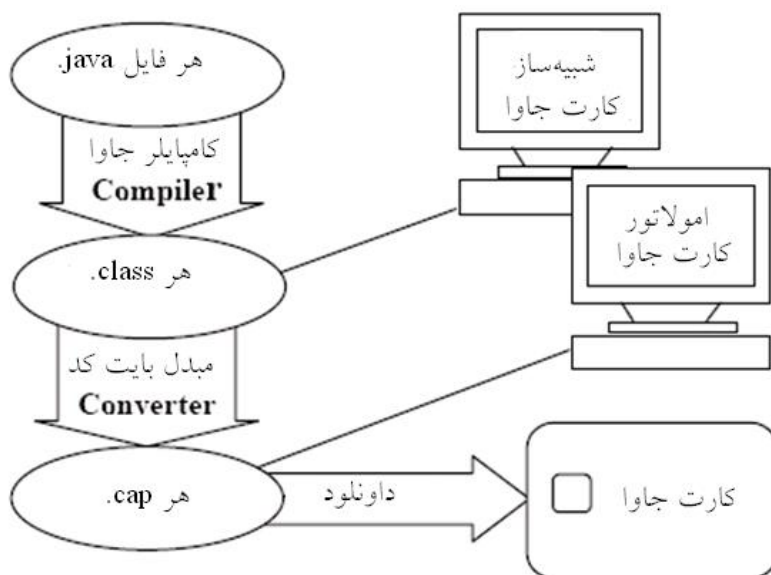 هر فایل java.
کامپایلر جاوا
Compiler
هر class.
مبدل بایت کد
Converter
هر cap.
داونلود
شبیه‌ساز
کارت جاوا
امولاتور
کارت جاوا
کارت جاوا